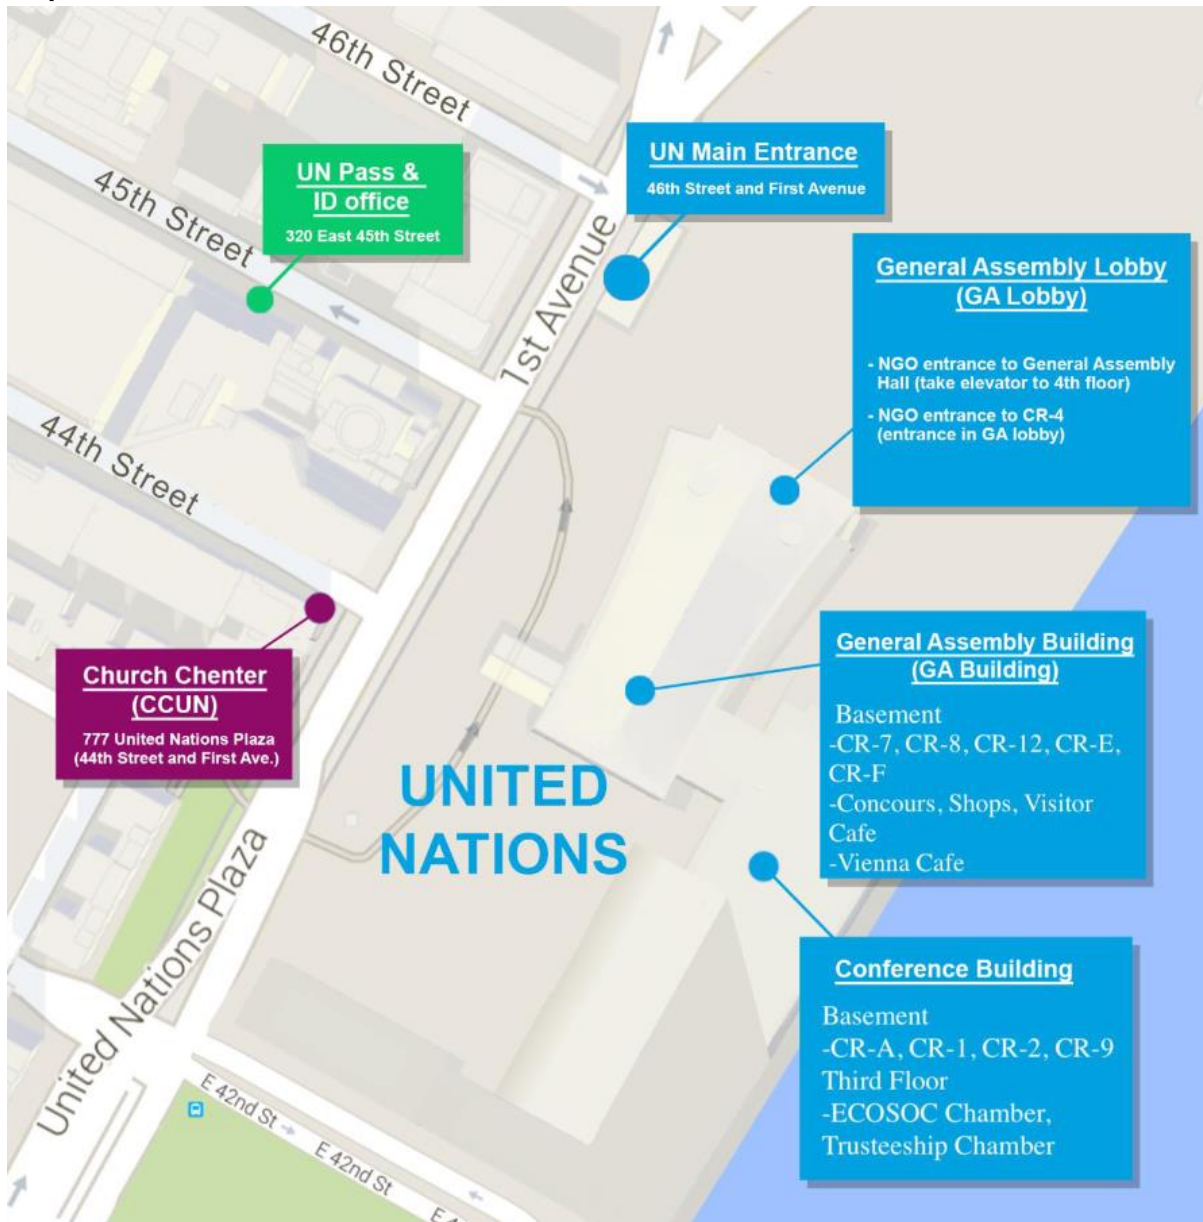 46th Street
45th Street
UN Pass &
ID office
320 East 45th Street
UN Main Entrance
46th Street and First Avenue
1st Avenue
General Assembly Lobby
(GA Lobby)
- NGO entrance to General Assembly
Hall (take elevator to 4th floor)
- NGO entrance to CR-4
(entrance in GA lobby)
44th Street
Church Chenter
(CCUN)
777 United Nations Plaza
(44th Street and First Ave.)
General Assembly Building
(GA Building)
Basement
-CR-7, CR-8, CR-12, CR-E,
CR-F
-Concours, Shops, Visitor
Cafe
-Vienna Cafe
UNITED
NATIONS
United Nations Plaza
Conference Building
Basement
-CR-A, CR-1, CR-2, CR-9
Third Floor
-ECOSOC Chamber,
Trusteeship Chamber
E 42nd St
E 42nd St